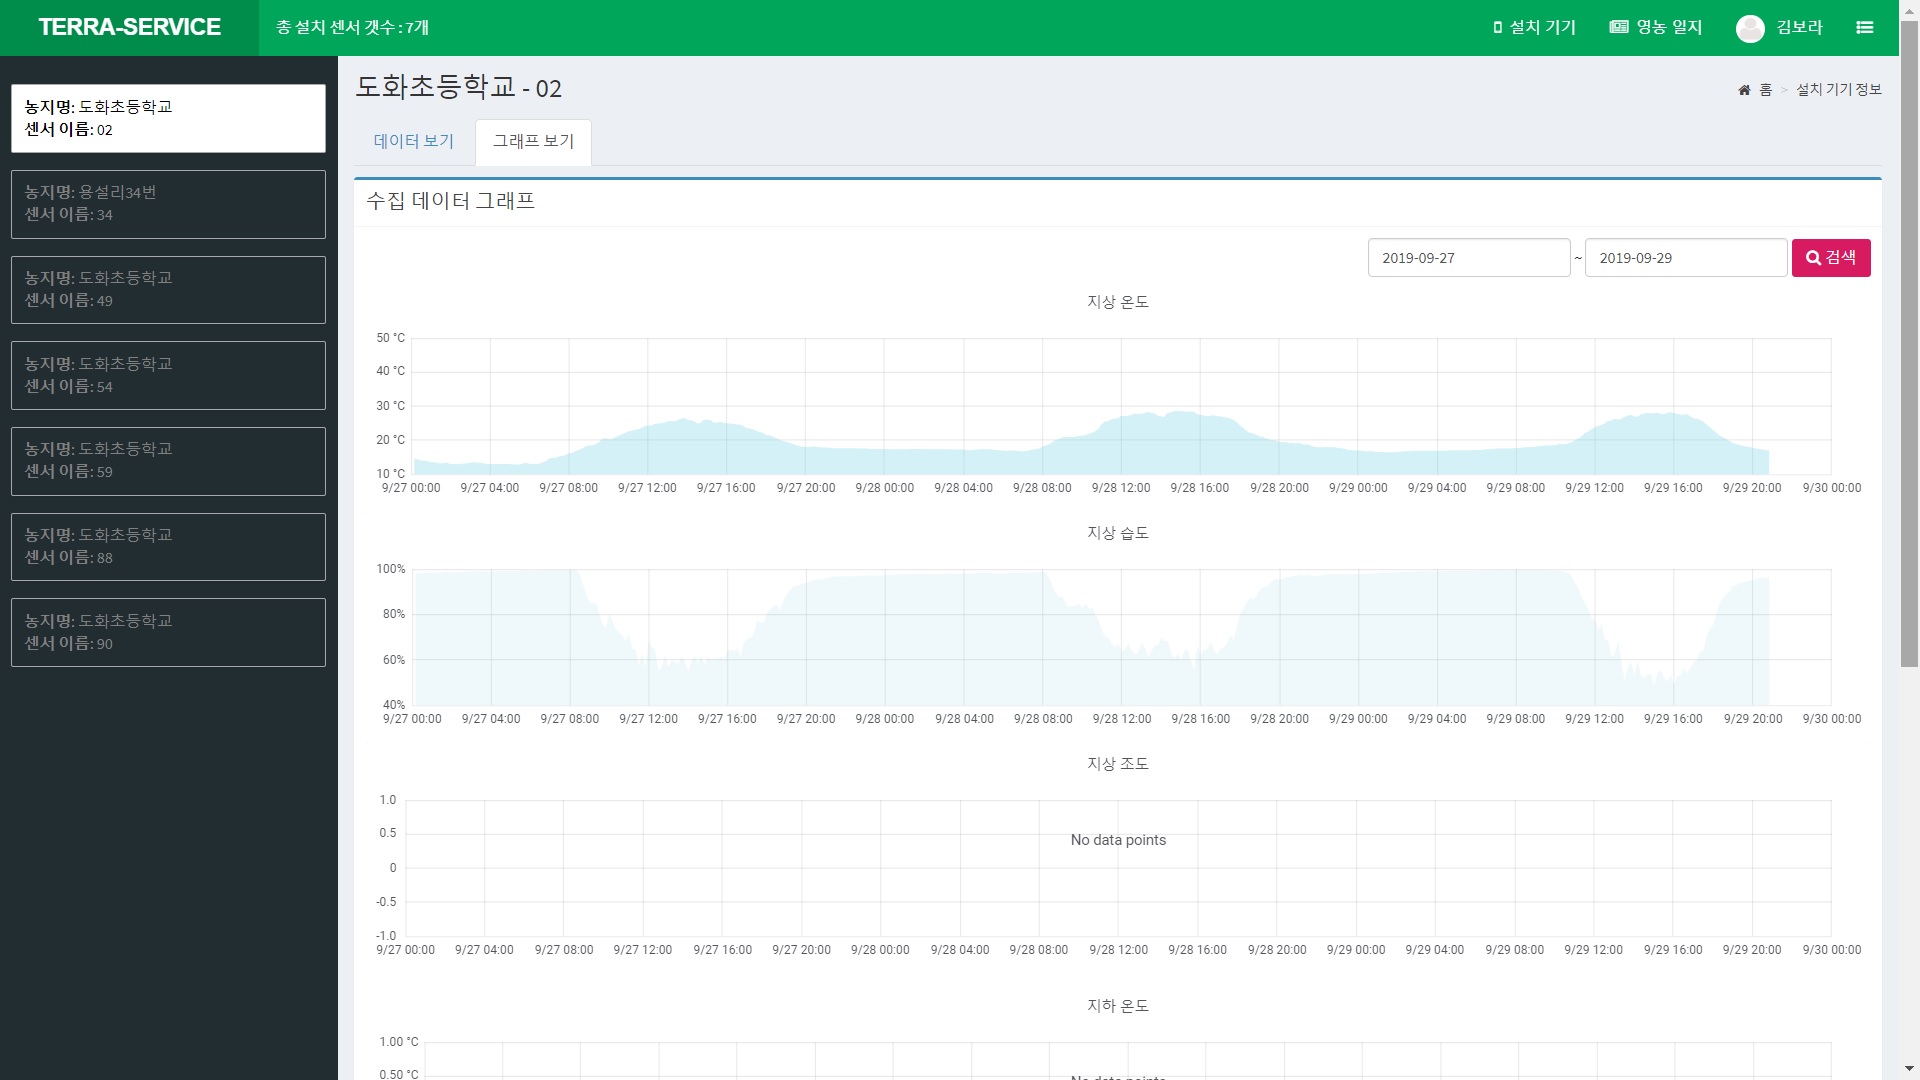 TERRA-SERVICE
총 설치 센서 갯수 : 7개
설치 기기
영농 일지
김보라
농지명: 도화초등학교
센서 이름: 02
농지명: 용설리34번
센서 이름: 34
농지명: 도화초등학교
센서 이름: 49
농지명: 도화초등학교
센서 이름: 54
농지명: 도화초등학교
센서 이름: 59
농지명: 도화초등학교
센서 이름: 88
농지명: 도화초등학교
센서 이름: 90
도화초등학교 - 02
홈 > 설치 기기 정보
데이터 보기
그래프 보기
수집 데이터 그래프
2019-09-27 ~ 2019-09-29 검색
지상 온도
50 °C
40 °C
30 °C
20 °C
10 °C
9/27 00:00 9/27 04:00 9/27 08:00 9/27 12:00 9/27 16:00 9/27 20:00 9/28 00:00 9/28 04:00 9/28 08:00 9/28 12:00 9/28 16:00 9/28 20:00 9/29 00:00 9/29 04:00 9/29 08:00 9/29 12:00 9/29 16:00 9/29 20:00 9/30 00:00
지상 습도
100%
80%
60%
40%
9/27 00:00 9/27 04:00 9/27 08:00 9/27 12:00 9/27 16:00 9/27 20:00 9/28 00:00 9/28 04:00 9/28 08:00 9/28 12:00 9/28 16:00 9/28 20:00 9/29 00:00 9/29 04:00 9/29 08:00 9/29 12:00 9/29 16:00 9/29 20:00 9/30 00:00
지상 조도
1.0
0.5
No data points
0
-0.5
-1.0
9/27 00:00 9/27 04:00 9/27 08:00 9/27 12:00 9/27 16:00 9/27 20:00 9/28 00:00 9/28 04:00 9/28 08:00 9/28 12:00 9/28 16:00 9/28 20:00 9/29 00:00 9/29 04:00 9/29 08:00 9/29 12:00 9/29 16:00 9/29 20:00 9/30 00:00
지하 온도
1.00 °C
0.50 °C